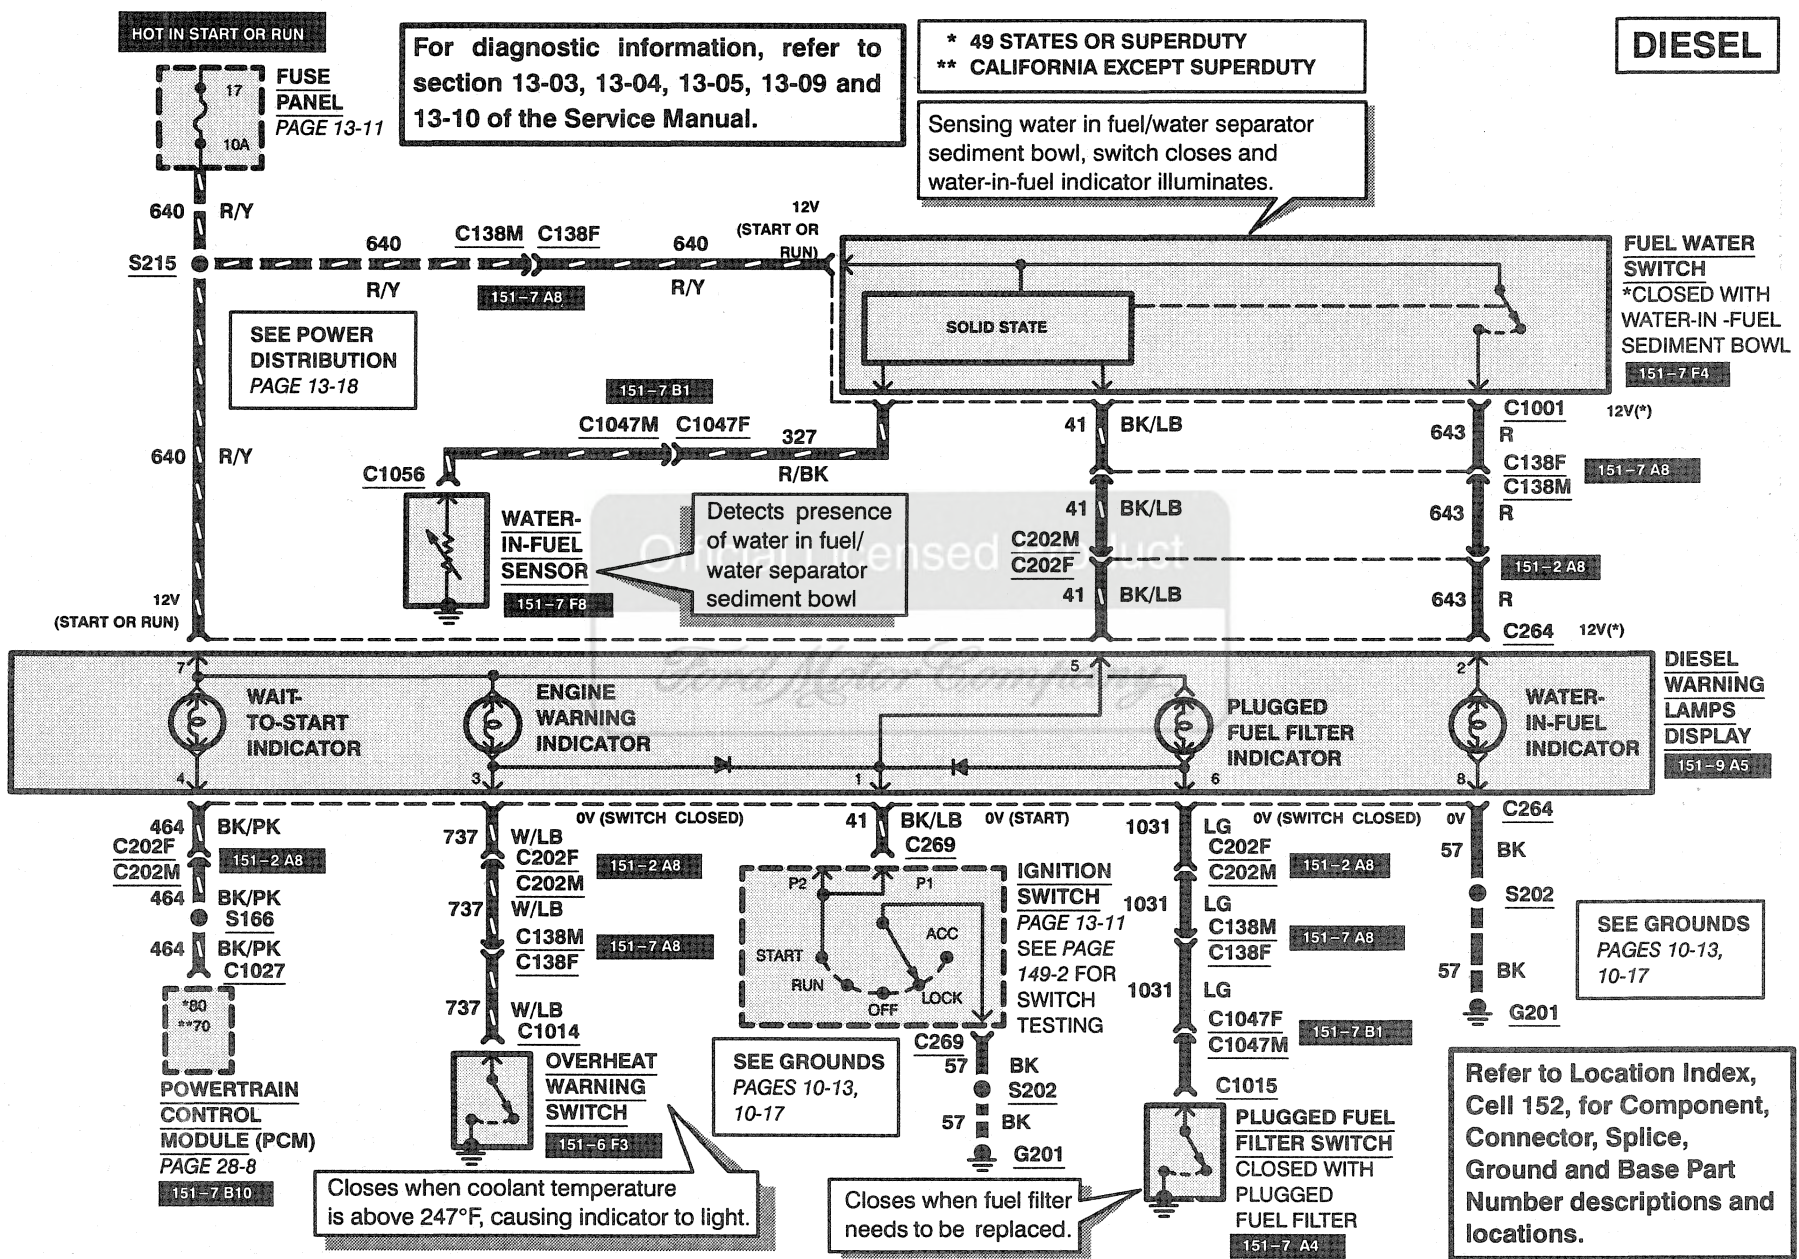 HOT IN START OR RUN
17
10A
FUSE
PANEL
PAGE 13-11
For diagnostic information, refer to
section 13-03, 13-04, 13-05, 13-09 and
13-10 of the Service Manual.
* 49 STATES OR SUPERDUTY
** CALIFORNIA EXCEPT SUPERDUTY
DIESEL
Sensing water in fuel/water separator
sediment bowl, switch closes and
water-in-fuel indicator illuminates.
640 R/Y
S215
640
R/Y
C138M C138F
151-7 A8
640
R/Y
12V
(START OR
RUN)
SOLID STATE
FUEL WATER
SWITCH
*CLOSED WITH
WATER-IN -FUEL
SEDIMENT BOWL
151-7 F4
SEE POWER
DISTRIBUTION
PAGE 13-18
151-7 B1
C1047M C1047F
327
R/BK
C1056
640 R/Y
41 BK/LB
643 R
C1001
12V(*)
C138F
C138M
151-7 A8
41 BK/LB
643 R
C202M
C202F
151-2 A8
41 BK/LB
643 R
C264
12V(*)
WATER-
IN-FUEL
SENSOR
151-7 F8
Detects presence
of water in fuel/
water separator
sediment bowl
Official Licensed Product
Ford Motor Company
12V
(START OR RUN)
7
5
2
WAIT-
TO-START
INDICATOR
ENGINE
WARNING
INDICATOR
PLUGGED
FUEL FILTER
INDICATOR
WATER-
IN-FUEL
INDICATOR
DIESEL
WARNING
LAMPS
DISPLAY
151-9 A5
4
3
1
6
8
464 BK/PK
C202F
C202M
151-2 A8
464 BK/PK
S166
464 BK/PK
C1027
*80
**70
POWERTRAIN
CONTROL
MODULE (PCM)
PAGE 28-8
151-7 B10
0V (SWITCH CLOSED)
737 W/LB
C202F
C202M
151-2 A8
737 W/LB
C138M
C138F
151-7 A8
737 W/LB
C1014
OVERHEAT
WARNING
SWITCH
151-6 F3
Closes when coolant temperature
is above 247°F, causing indicator to light.
41 BK/LB
0V (START)
C269
P2
P1
START
RUN
OFF
LOCK
ACC
IGNITION
SWITCH
PAGE 13-11
SEE PAGE
149-2 FOR
SWITCH
TESTING
C269
57 BK
S202
57 BK
G201
SEE GROUNDS
PAGES 10-13,
10-17
1031 LG
0V (SWITCH CLOSED)
C202F
C202M
151-2 A8
1031 LG
C138M
C138F
151-7 A8
1031 LG
C1047F
C1047M
151-7 B1
C1015
PLUGGED FUEL
FILTER SWITCH
CLOSED WITH
PLUGGED
FUEL FILTER
151-7 A4
Closes when fuel filter
needs to be replaced.
0V
C264
57 BK
S202
57 BK
G201
SEE GROUNDS
PAGES 10-13,
10-17
Refer to Location Index,
Cell 152, for Component,
Connector, Splice,
Ground and Base Part
Number descriptions and
locations.